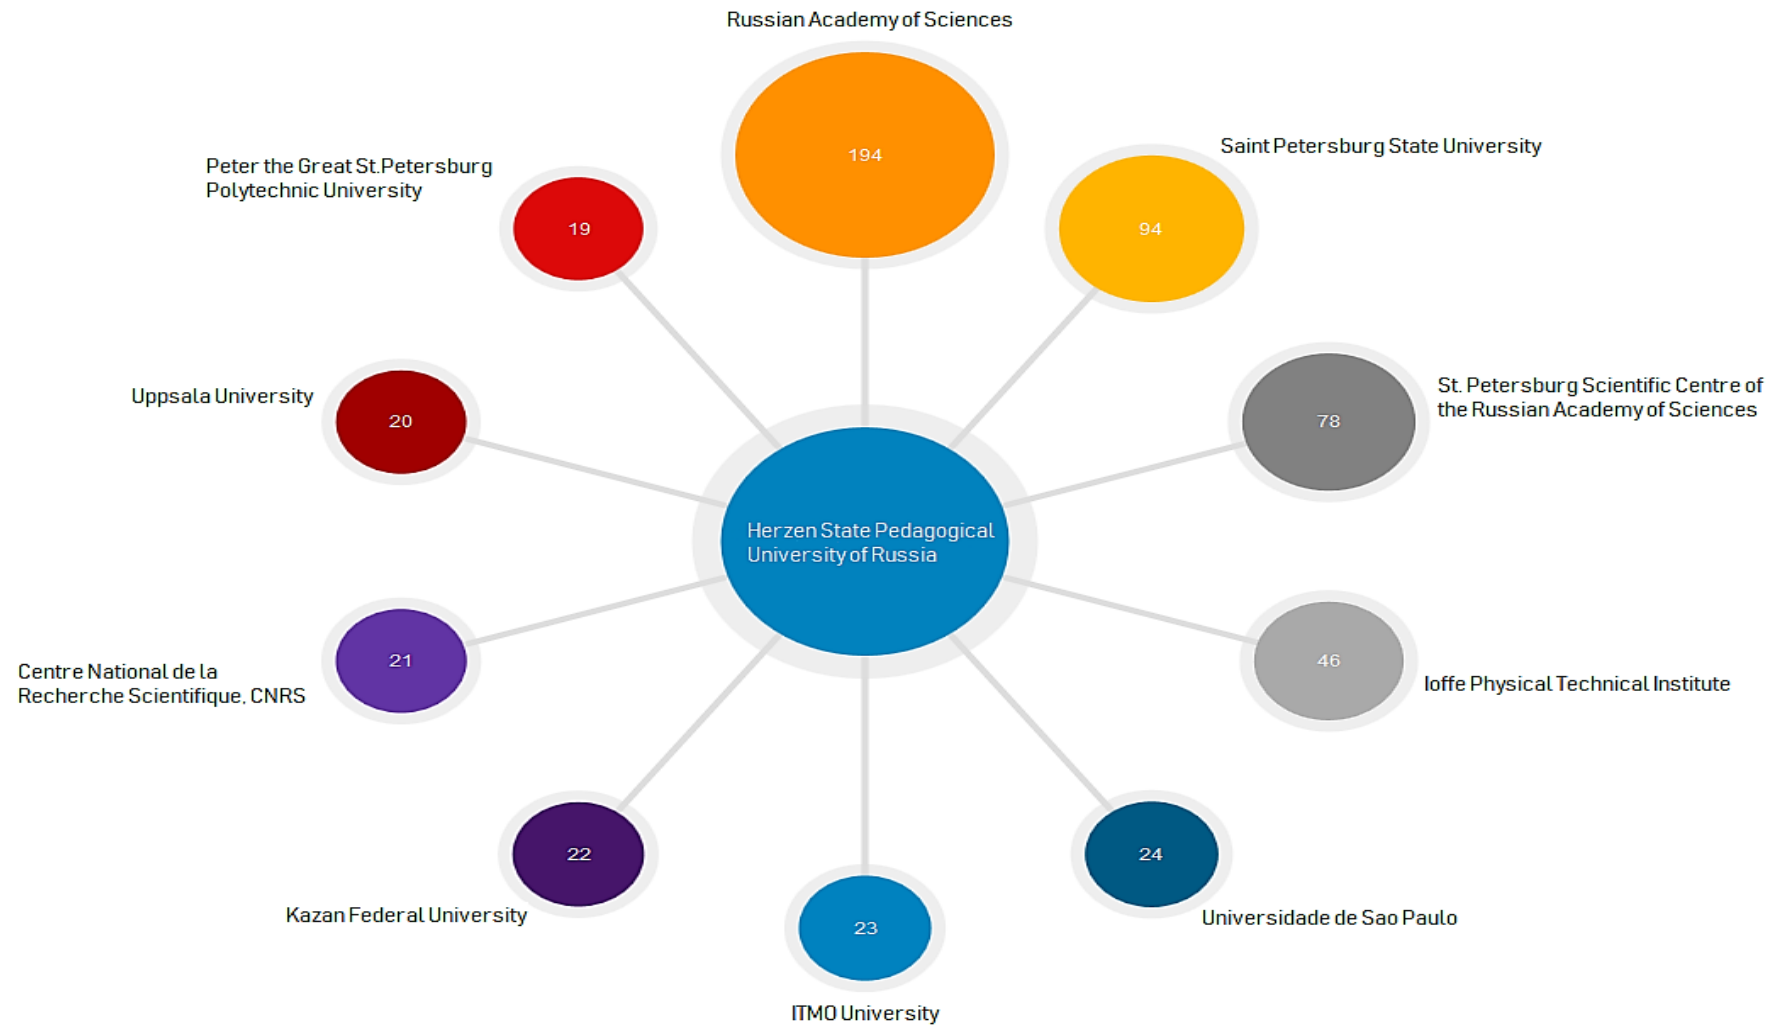 Russian Academy of Sciences
194
Saint Petersburg State University
94
St. Petersburg Scientific Centre of
the Russian Academy of Sciences
78
Ioffe Physical Technical Institute
46
Universidade de Sao Paulo
24
ITMO University
23
Kazan Federal University
22
Centre National de la
Recherche Scientifique, CNRS
21
Uppsala University
20
Peter the Great St.Petersburg
Polytechnic University
19
Herzen State Pedagogical
University of Russia